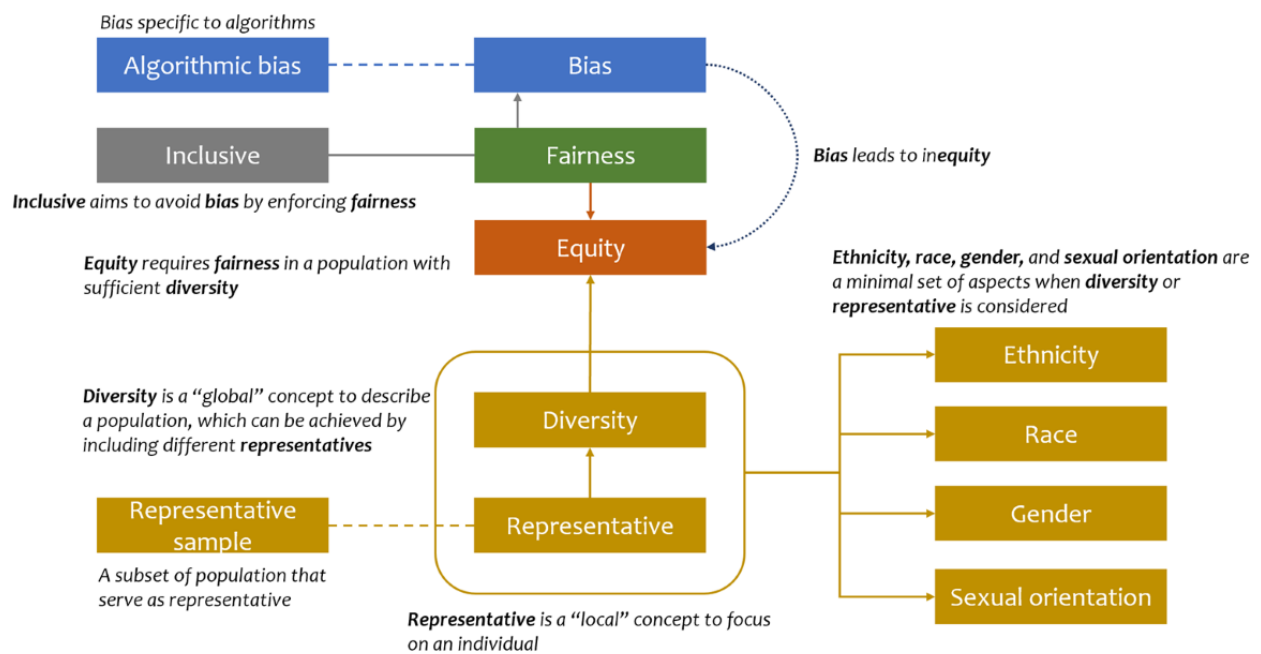 Bias specific to algorithms
Algorithmic bias
Bias
Inclusive
Fairness
Bias leads to inequity
Inclusive aims to avoid bias by enforcing fairness
Equity
Equity requires fairness in a population with
sufficient diversity
Ethnicity, race, gender, and sexual orientation are
a minimal set of aspects when diversity or
representative is considered
Ethnicity
Diversity is a “global” concept to describe
a population, which can be achieved by
including different representatives
Diversity
Race
Representative
sample
Representative
Gender
A subset of population that
serve as representative
Sexual orientation
Representative is a “local” concept to focus
on an individual